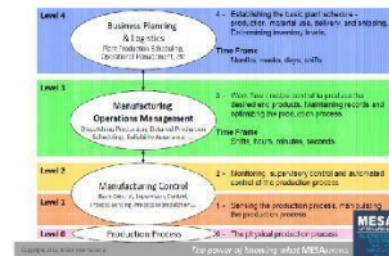 Level 4
Business Planning
& Logistics
Plant Production Scheduling,
Operational Management, etc
4 - Establishing the basic plant schedule -
production, material use, delivery, and shipping.
Determining inventory levels.
Time Frame
Months, weeks, days, shifts
Level 3
Manufacturing
Operations Management
Dispatching Production, Detailed Production
Scheduling, Reliability Assurance, ...
3 - Work flow / recipe control to produce the
desired end products. Maintaining records and
optimizing the production process.
Time Frame
Shifts, hours, minutes, seconds
Level 2
Manufacturing Control
2 - Monitoring, supervisory control and automated
control of the production process
Level 1
1 - Sensing the production process, manipulating
the production process
Level 0
Production Process
0 - The physical production process
MESA
The power of knowing what MESA knows